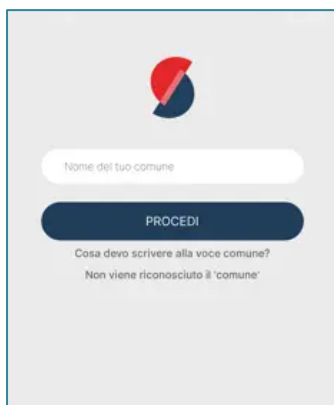 Nome del tuo comune
PROCEDI
Cosa devo scrivere alla voce comune?
Non viene riconosciuto il 'comune'